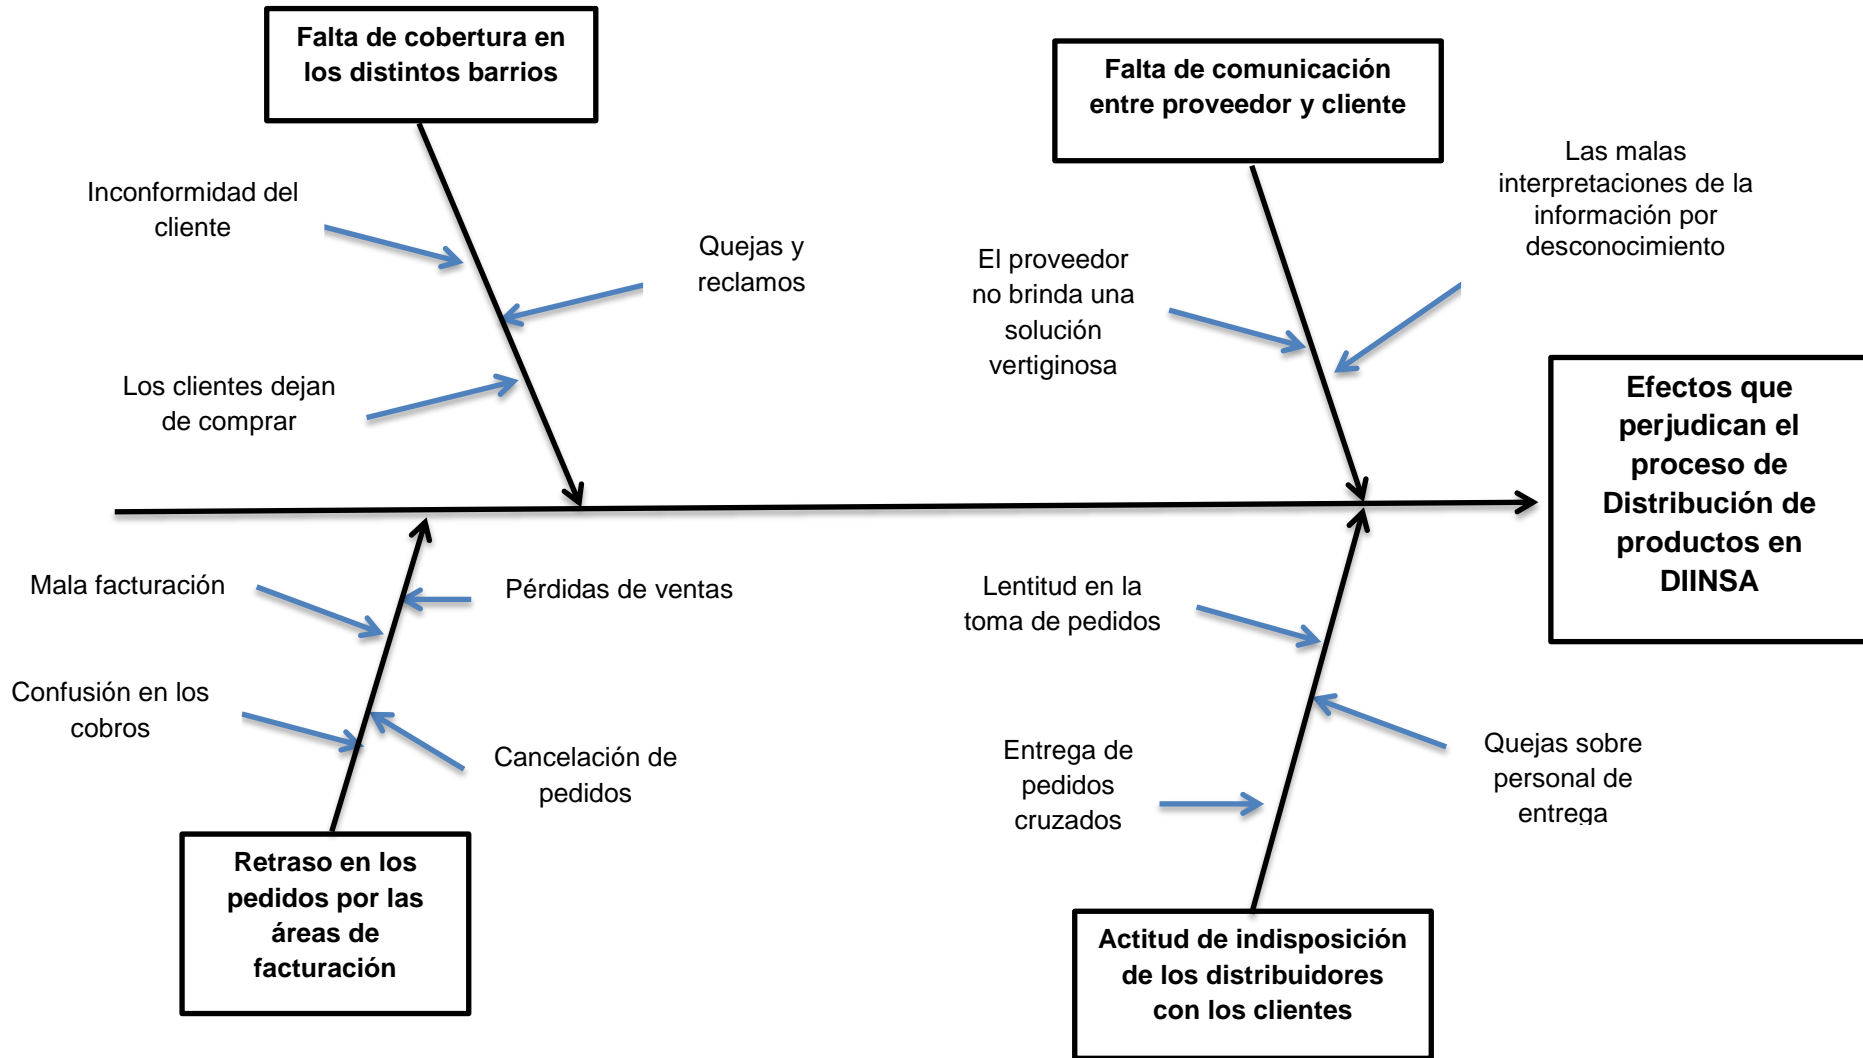 Falta de cobertura en
los distintos barrios
Falta de comunicación
entre proveedor y cliente
Inconformidad del
cliente
Quejas y
reclamos
Los clientes dejan
de comprar
El proveedor
no brinda una
solución
vertiginosa
Las malas
interpretaciones de la
información por
desconocimiento
Efectos que
perjudican el
proceso de
Distribución de
productos en
DIINSA
Mala facturación
Pérdidas de ventas
Confusión en los
cobros
Cancelación de
pedidos
Lentitud en la
toma de pedidos
Entrega de
pedidos
cruzados
Quejas sobre
personal de
entrega
Retraso en los
pedidos por las
áreas de
facturación
Actitud de indisposición
de los distribuidores
con los clientes